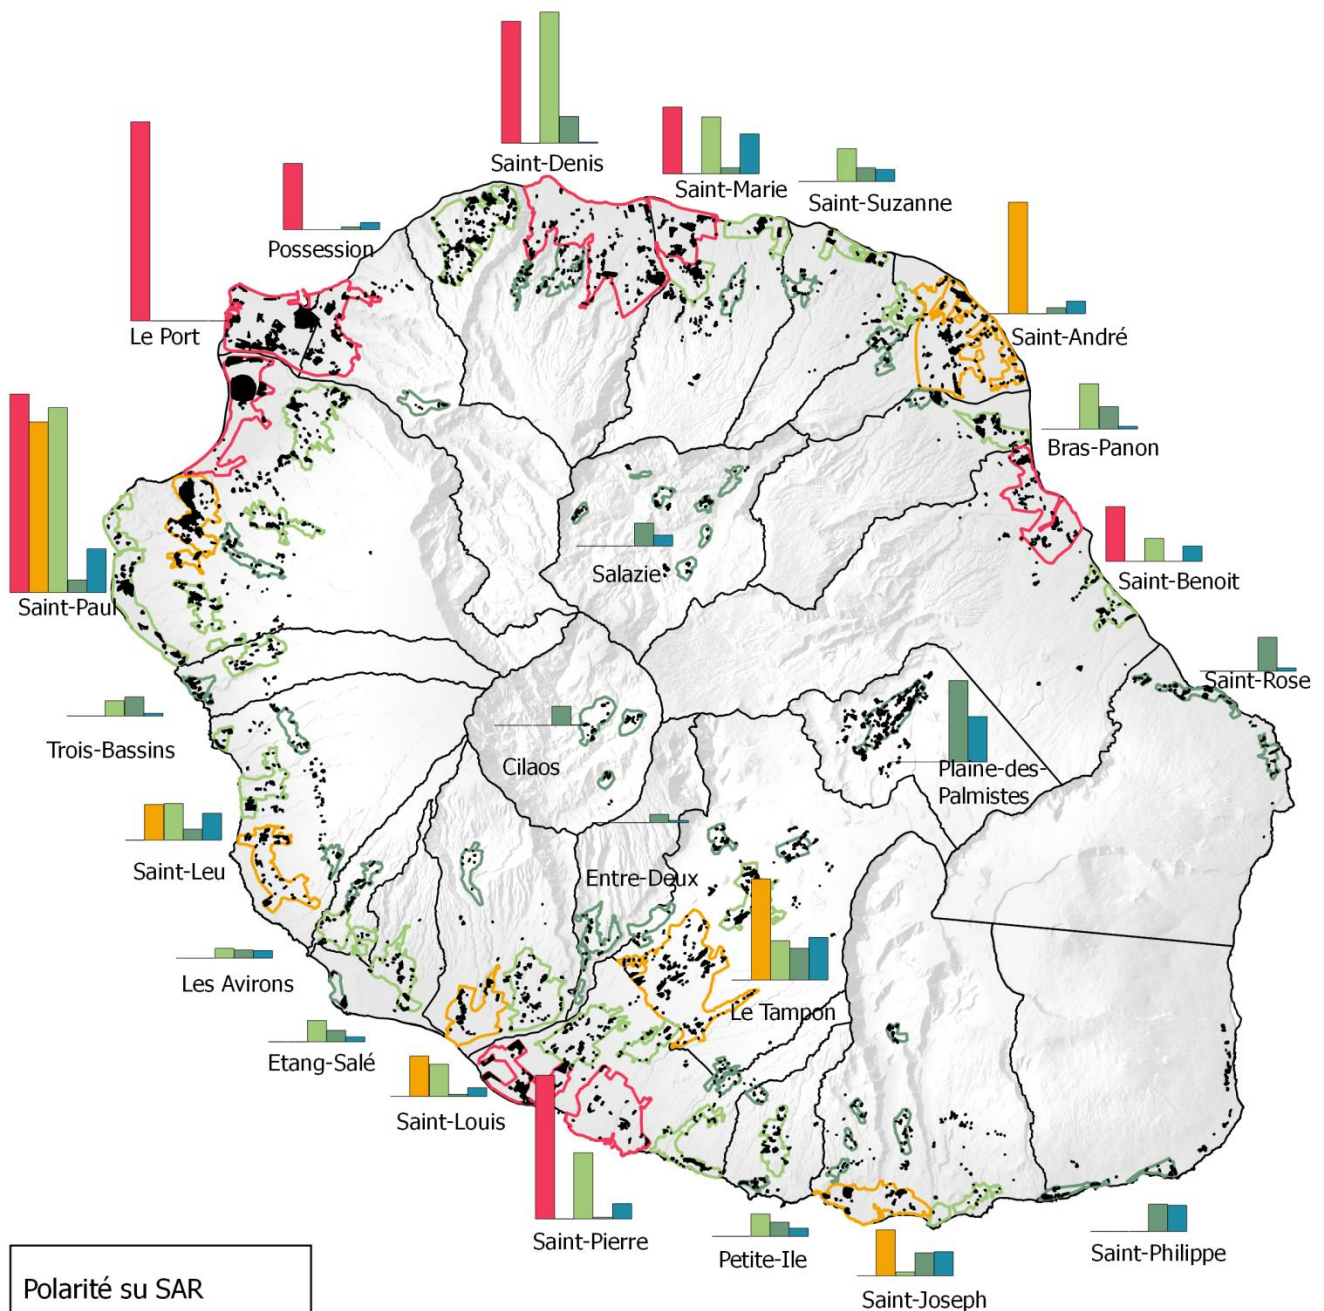 Saint-Denis
Saint-Marie
Saint-Suzanne
Possession
Le Port
Saint-André
Bras-Panon
Saint-Benoit
Salazie
Saint-Paul
Saint-Rose
Trois-Bassins
Cilaos
Plaine-des-
Palmistes
Saint-Leu
Entre-Deux
Les Avirons
Le Tampon
Etang-Salé
Saint-Louis
Saint-Pierre
Petite-Ile
Saint-Philippe
Saint-Joseph
Polarité su SAR